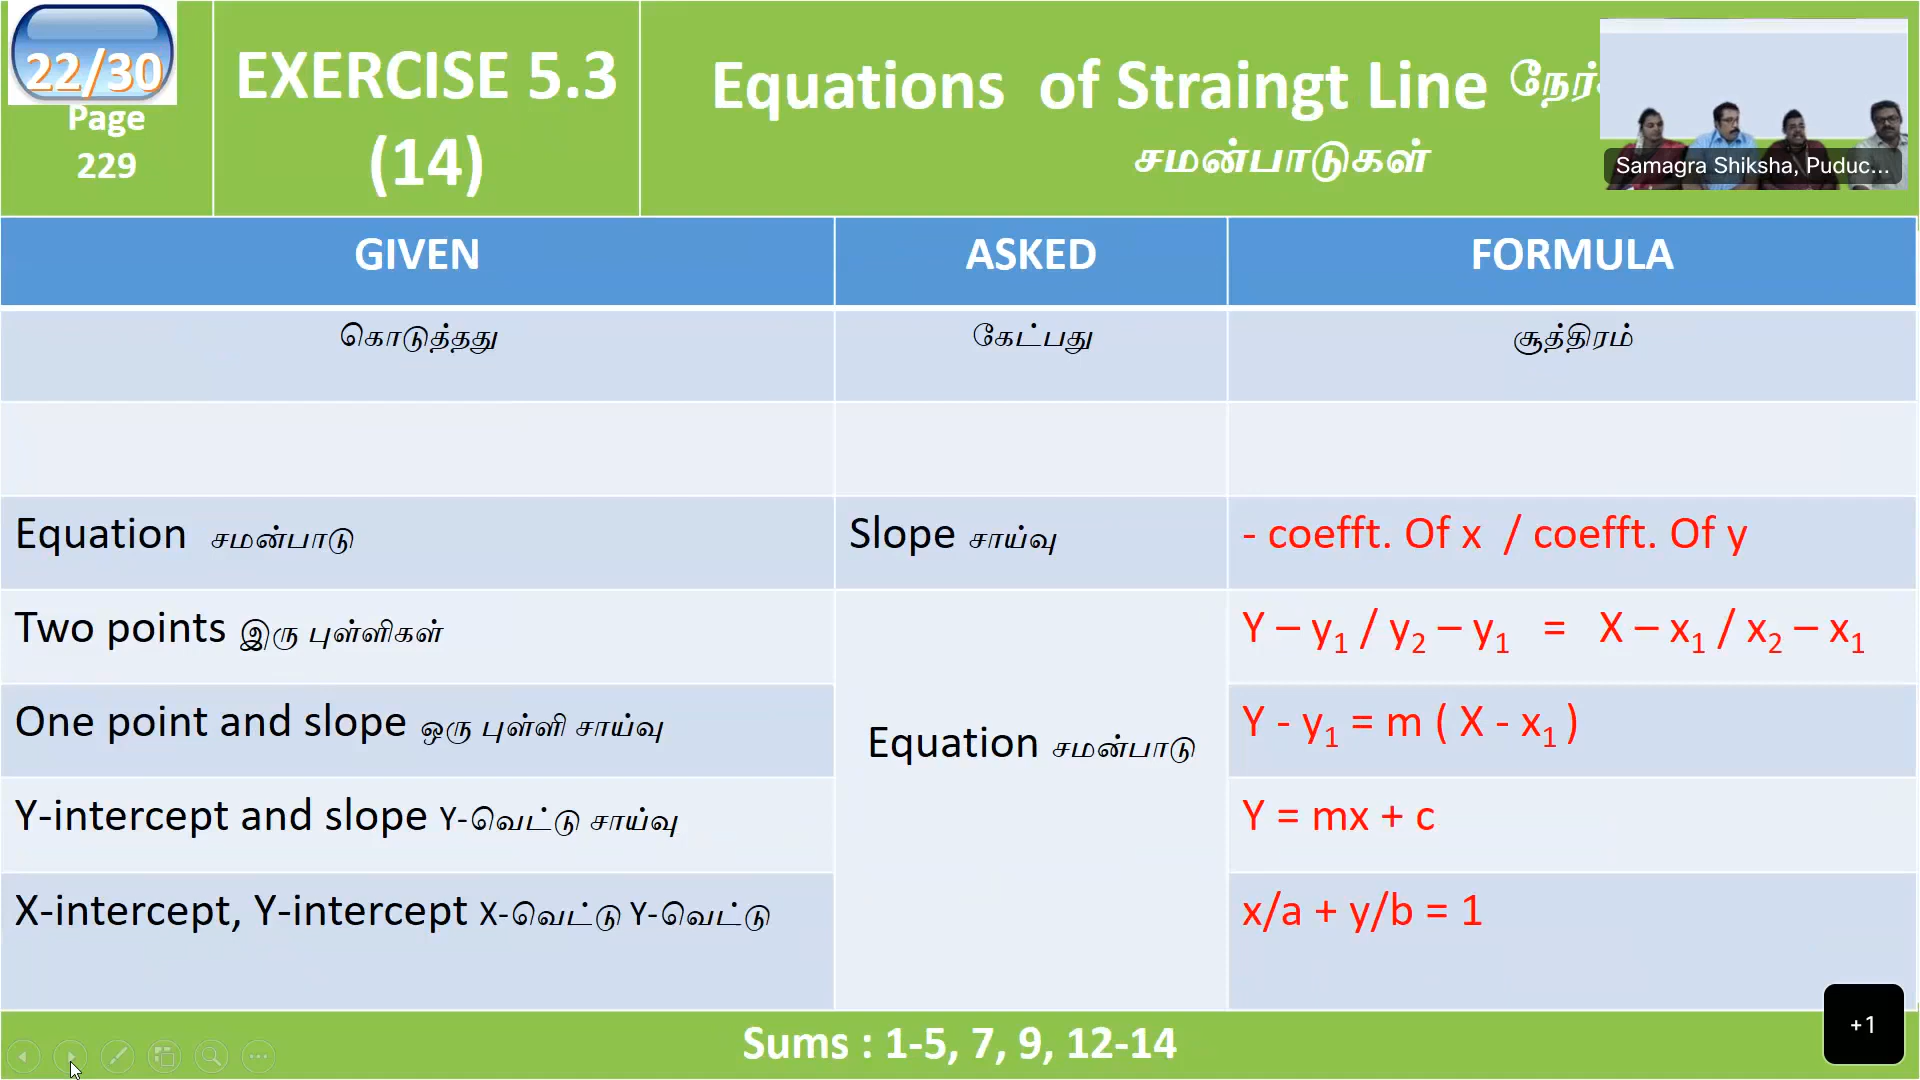 22/30
Page
229
EXERCISE 5.3
(14)
Equations of Straingt Line
சமன்பாடுகள்
Samagra Shiksha, Puduc...
GIVEN
ASKED
FORMULA
கொடுத்தது
கேட்பது
சூத்திரம்
Equation சமன்பாடு
Slope சாய்வு
- coefft. Of x / coefft. Of y
Two points இரு புள்ளிகள்
Y – y₁ / y₂ – y₁ = X – x₁ / x₂ – x₁
One point and slope ஒரு புள்ளி சாய்வு
Equation சமன்பாடு
Y - y₁ = m ( X - x₁ )
Y-intercept and slope Y-வெட்டு சாய்வு
Y = mx + c
X-intercept, Y-intercept X-வெட்டு Y-வெட்டு
x/a + y/b = 1
Sums : 1-5, 7, 9, 12-14
+1